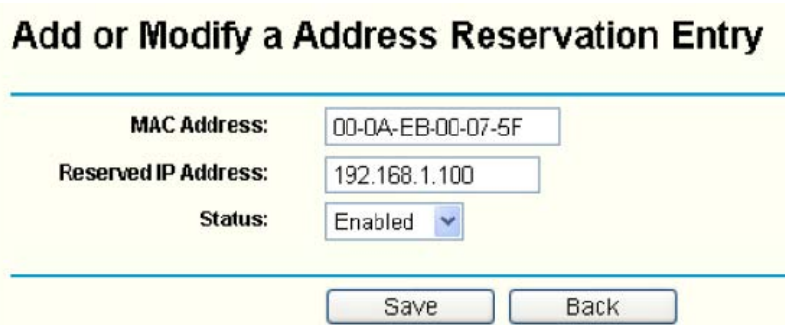 Add or Modify a Address Reservation Entry
MAC Address: 00-0A-EB-00-07-5F
Reserved IP Address: 192.168.1.100
Status: Enabled
Save Back